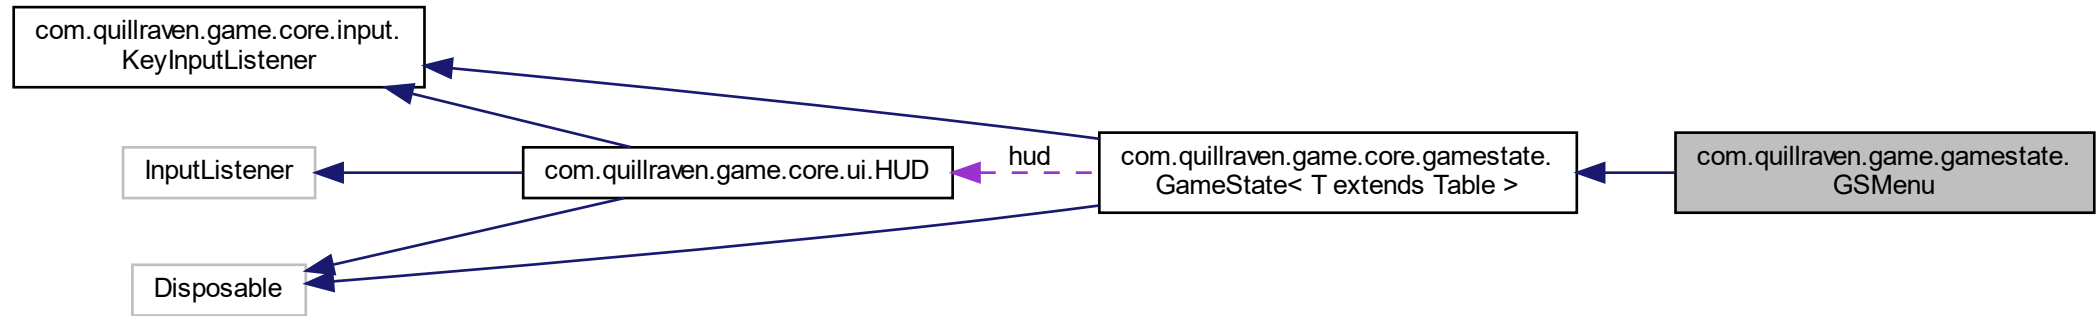 com.quillraven.game.core.input.
KeyInputListener
InputListener
Disposable
com.quillraven.game.core.ui.HUD
hud
com.quillraven.game.core.gamestate.
GameState< T extends Table >
com.quillraven.game.gamestate.
GSMenu